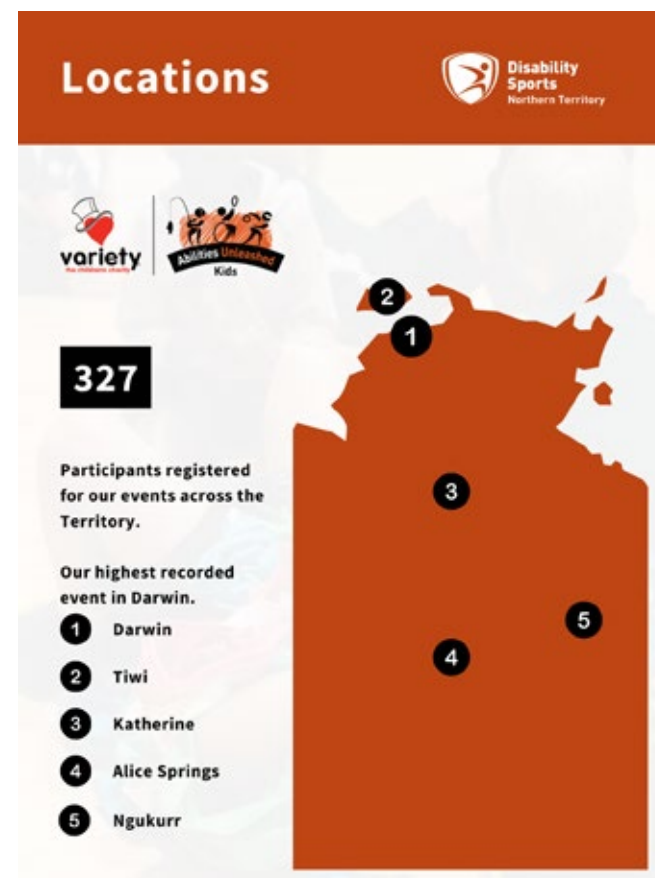 Locations
Disability
Sports
Northern Territory
variety
the children's charity
Abilities Unleashed
Kids
327
Participants registered
for our events across the
Territory.
Our highest recorded
event in Darwin.
1 Darwin
2 Tiwi
3 Katherine
4 Alice Springs
5 Ngukurr
2
1
3
5
4